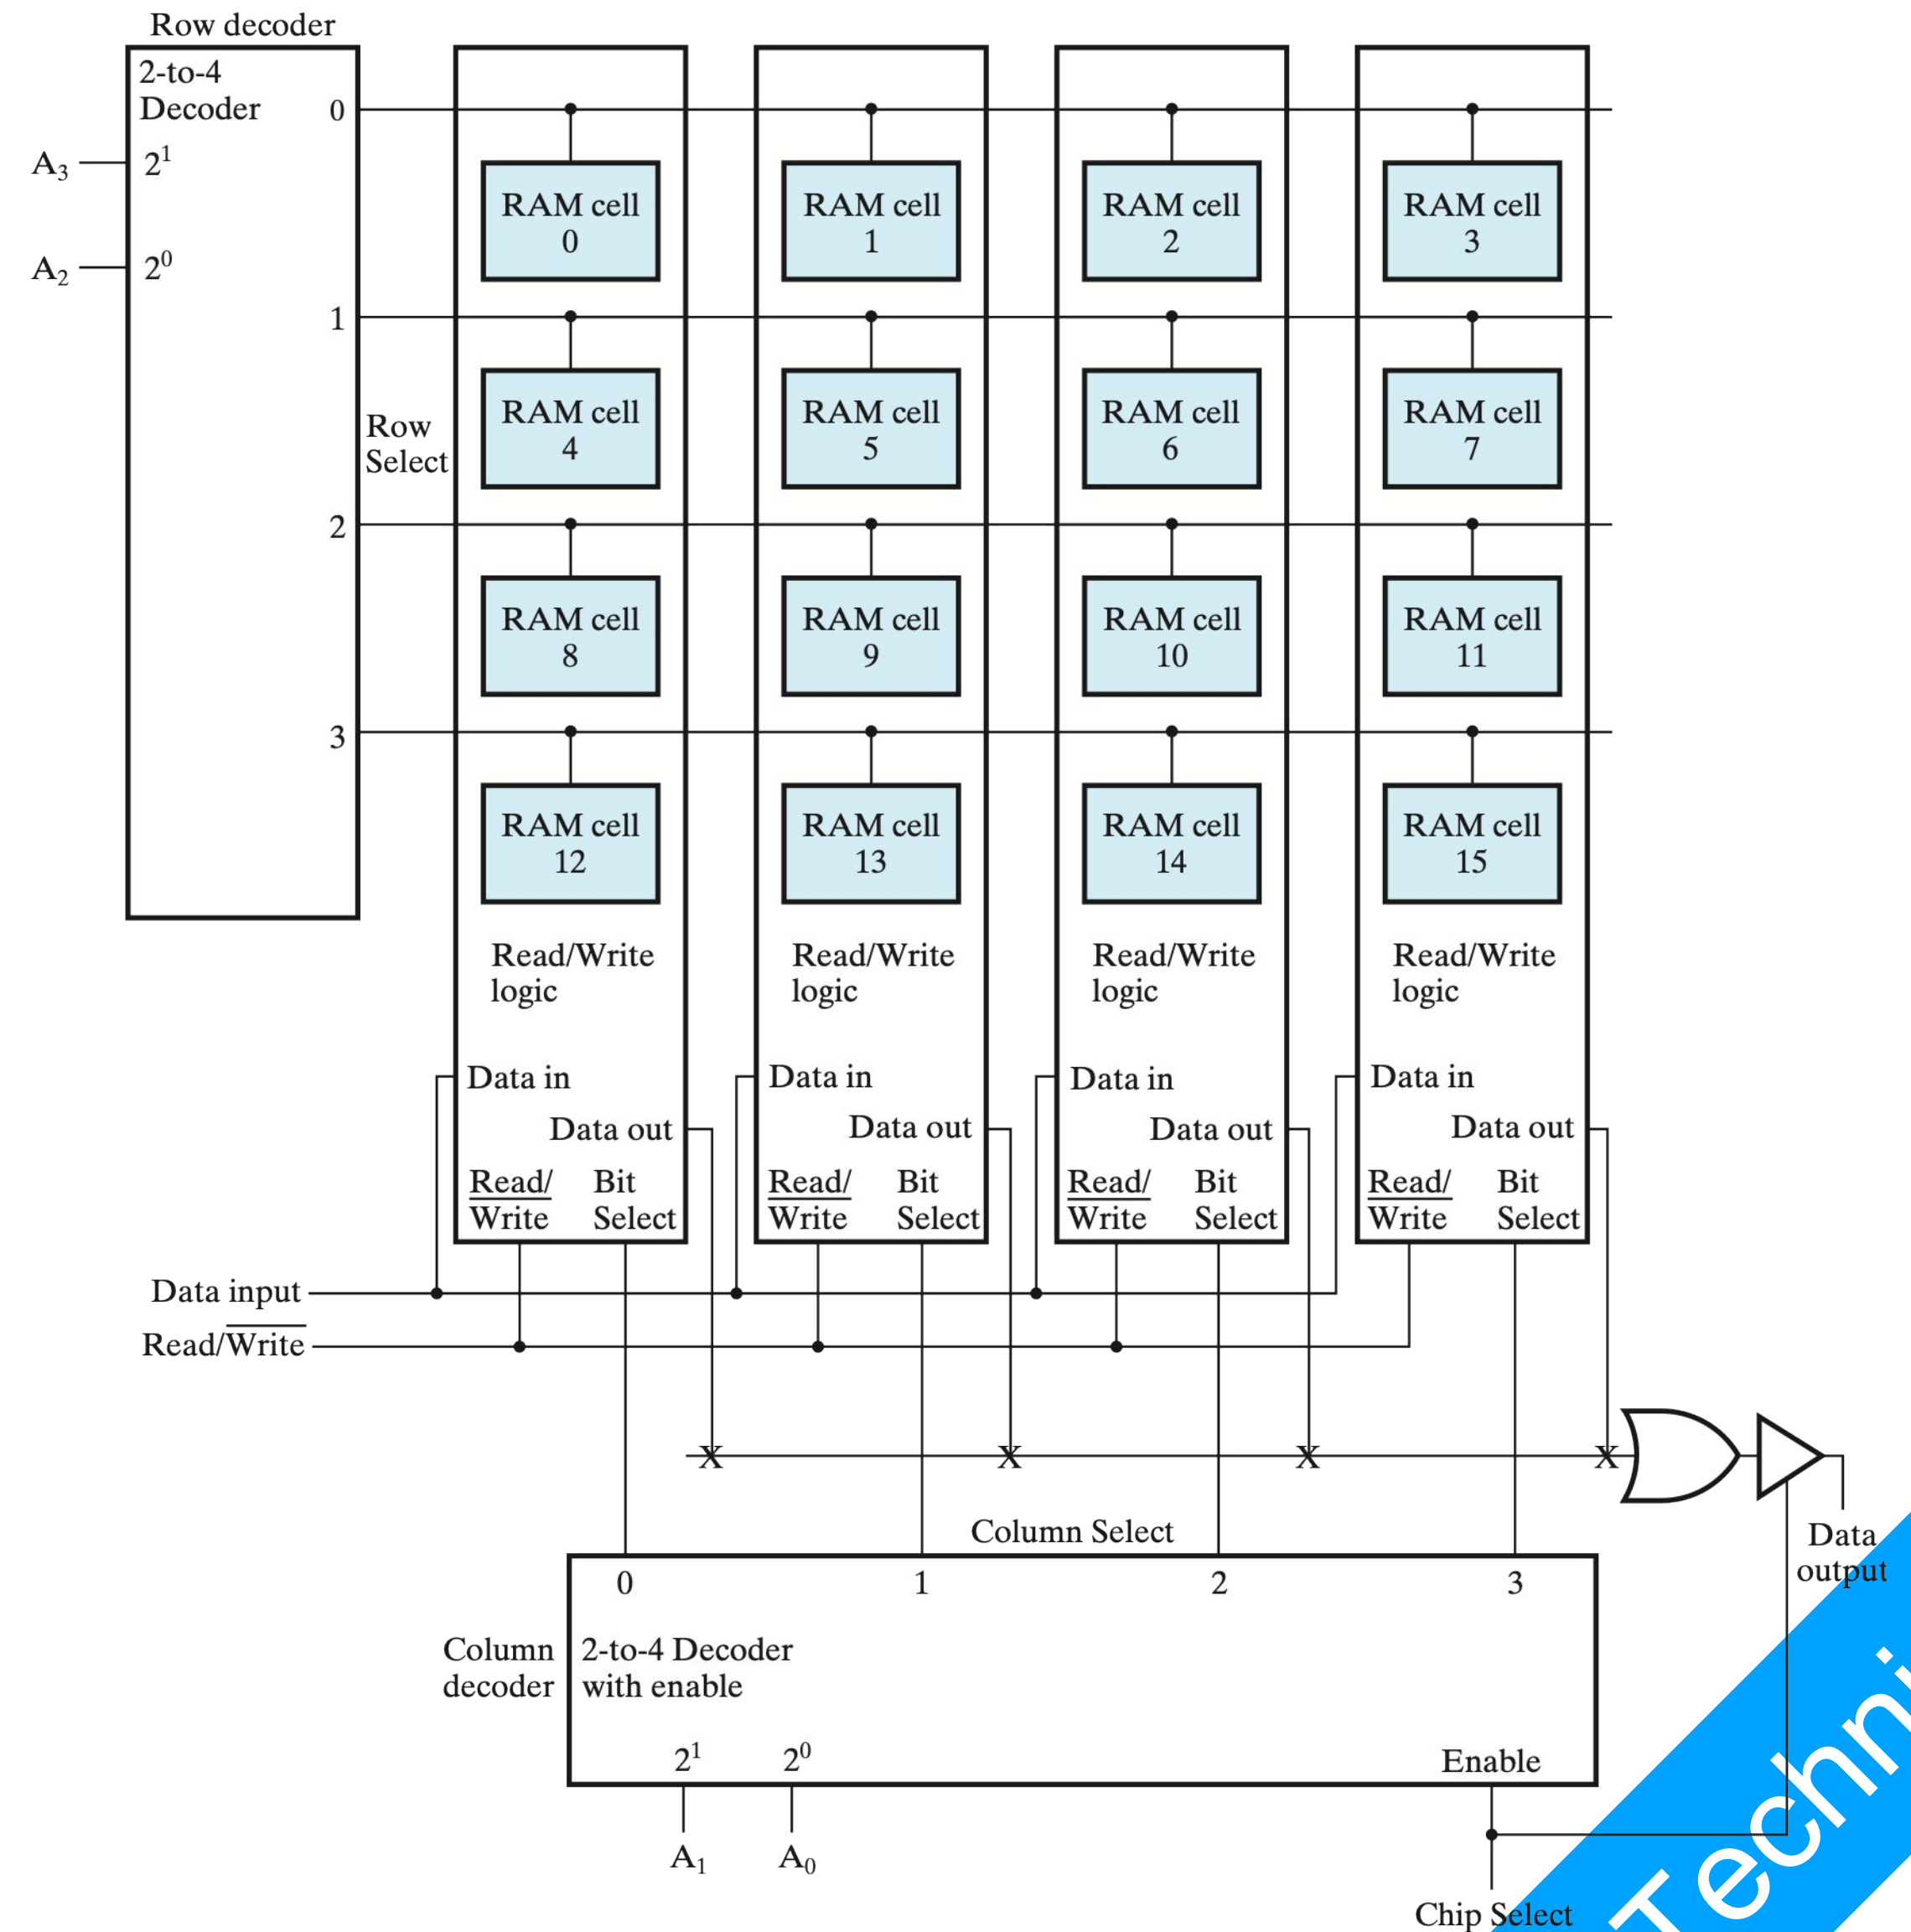 Row decoder
2-to-4
Decoder
0
A₃
2¹
A₂
2⁰
RAM cell
0
RAM cell
1
RAM cell
2
RAM cell
3
1
Row
Select
RAM cell
4
RAM cell
5
RAM cell
6
RAM cell
7
2
RAM cell
8
RAM cell
9
RAM cell
10
RAM cell
11
3
RAM cell
12
RAM cell
13
RAM cell
14
RAM cell
15
Read/Write
logic
Read/Write
logic
Read/Write
logic
Read/Write
logic
Data in
Data in
Data in
Data in
Data out
Data out
Data out
Data out
Read/
Write
Bit
Select
Read/
Write
Bit
Select
Read/
Write
Bit
Select
Read/
Write
Bit
Select
Data input
Read/Write
X X X X
Data
output
Column Select
0 1 2 3
Column
decoder
2-to-4 Decoder
with enable
2¹ 2⁰
Enable
A₁ A₀
Chip Select